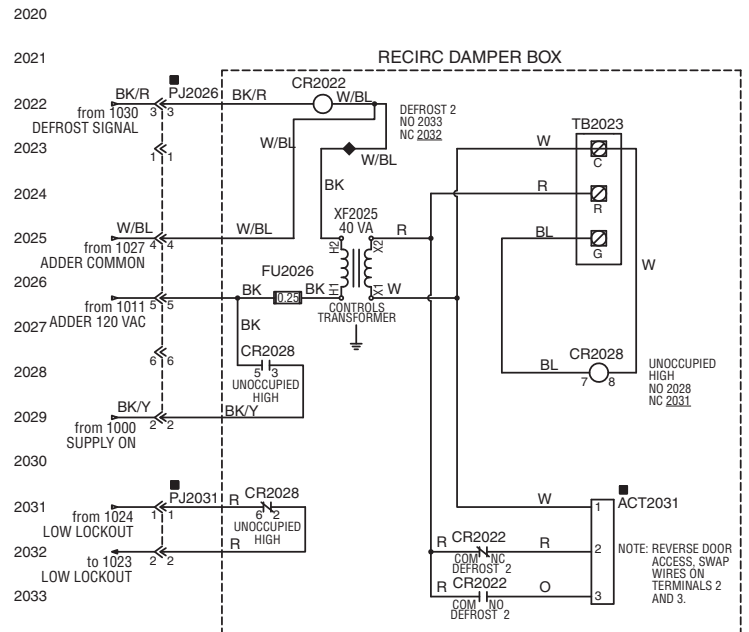 2020
2021
RECIRC DAMPER BOX
BK/R
PJ2026
BK/R
CR2022
W/BL
2022
from 1030
DEFROST SIGNAL
3
3
DEFROST 2
NO 2033
NC 2032
TB2023
W/BL
W
C
2023
1
1
W/BL
2024
BK
R
R
XF2025
40 VA
W/BL
W/BL
R
BL
2025
from 1027
ADDER COMMON
4
4
H2
X2
G
FU2026
W
2026
BK
0.25
BK
H1
X1
W
from 1011
ADDER 120 VAC
5
5
CONTROLS
TRANSFORMER
2027
BK
CR2028
CR2028
6
6
5
3
BL
7
8
2028
UNOCCUPIED
HIGH
UNOCCUPIED
HIGH
NO 2028
NC 2031
BK/Y
BK/Y
2029
from 1000
SUPPLY ON
2
2
2030
PJ2031
R
CR2028
W
ACT2031
2031
from 1024
LOW LOCKOUT
1
1
6
2
UNOCCUPIED
HIGH
1
R
2032
to 1023
LOW LOCKOUT
2
2
R
CR2022
R
2
COM
NC
DEFROST 2
NOTE: REVERSE DOOR
ACCESS, SWAP
WIRES ON
TERMINALS 2
AND 3.
2033
R
CR2022
O
3
COM
NO
DEFROST 2